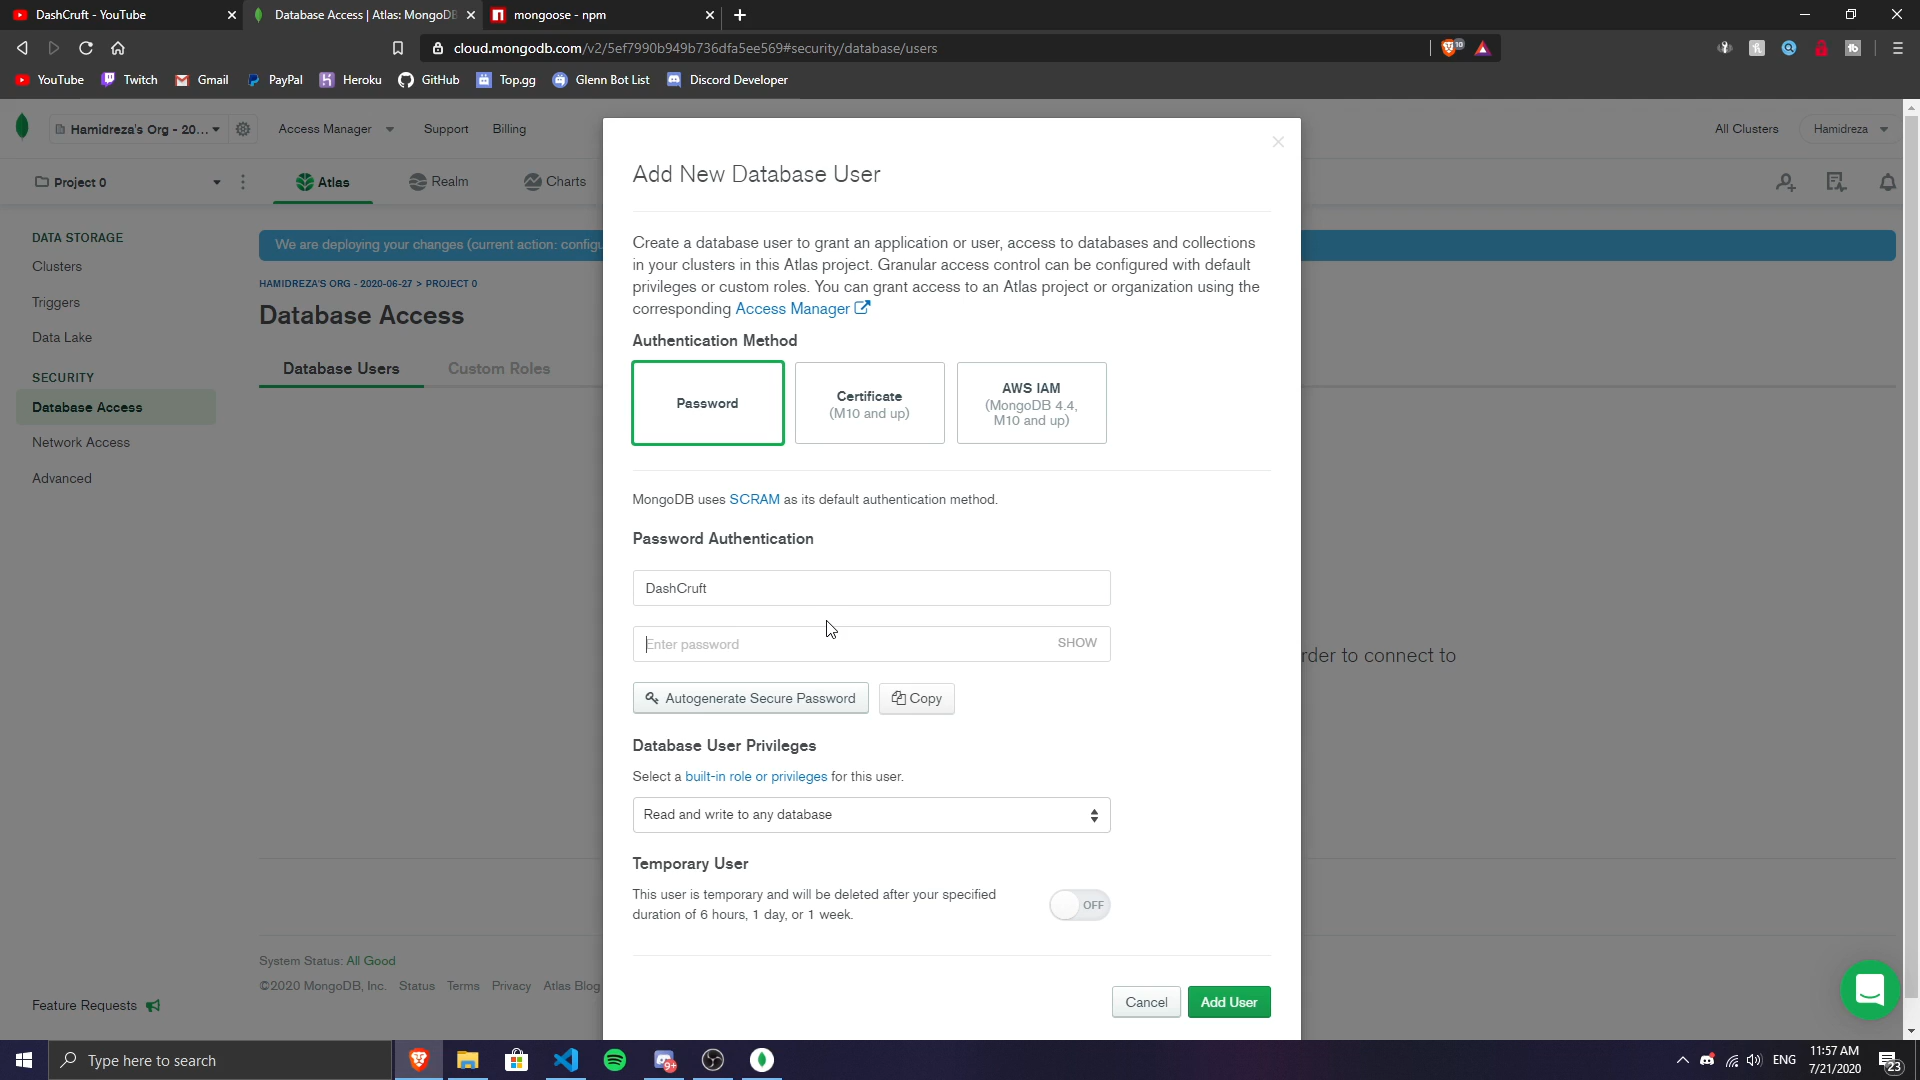 DashCruft - YouTube
Database Access | Atlas: MongoDB
mongoose - npm
cloud.mongodb.com/v2/5ef7990b949b736dfa5ee569#security/database/users
10
YouTube
Twitch
Gmail
PayPal
Heroku
GitHub
Top.gg
Glenn Bot List
Discord Developer
Hamidreza's Org - 20...
Access Manager
Support
Billing
All Clusters
Hamidreza
Project 0
Atlas
Realm
Charts
DATA STORAGE
Clusters
Triggers
Data Lake
SECURITY
Database Access
Network Access
Advanced
Feature Requests
We are deploying your changes (current action: configu
HAMIDREZA'S ORG - 2020-06-27 > PROJECT 0
Database Access
Database Users
Custom Roles
rder to connect to
System Status: All Good
©2020 MongoDB, Inc.
Status
Terms
Privacy
Atlas Blog
Add New Database User
Create a database user to grant an application or user, access to databases and collections
in your clusters in this Atlas project. Granular access control can be configured with default
privileges or custom roles. You can grant access to an Atlas project or organization using the
corresponding Access Manager
Authentication Method
Password
Certificate
(M10 and up)
AWS IAM
(MongoDB 4.4,
M10 and up)
MongoDB uses SCRAM as its default authentication method.
Password Authentication
DashCruft
Enter password
SHOW
Autogenerate Secure Password
Copy
Database User Privileges
Select a built-in role or privileges for this user.
Read and write to any database
Temporary User
This user is temporary and will be deleted after your specified
duration of 6 hours, 1 day, or 1 week.
OFF
Cancel
Add User
Type here to search
9+
ENG
11:57 AM
7/21/2020
23